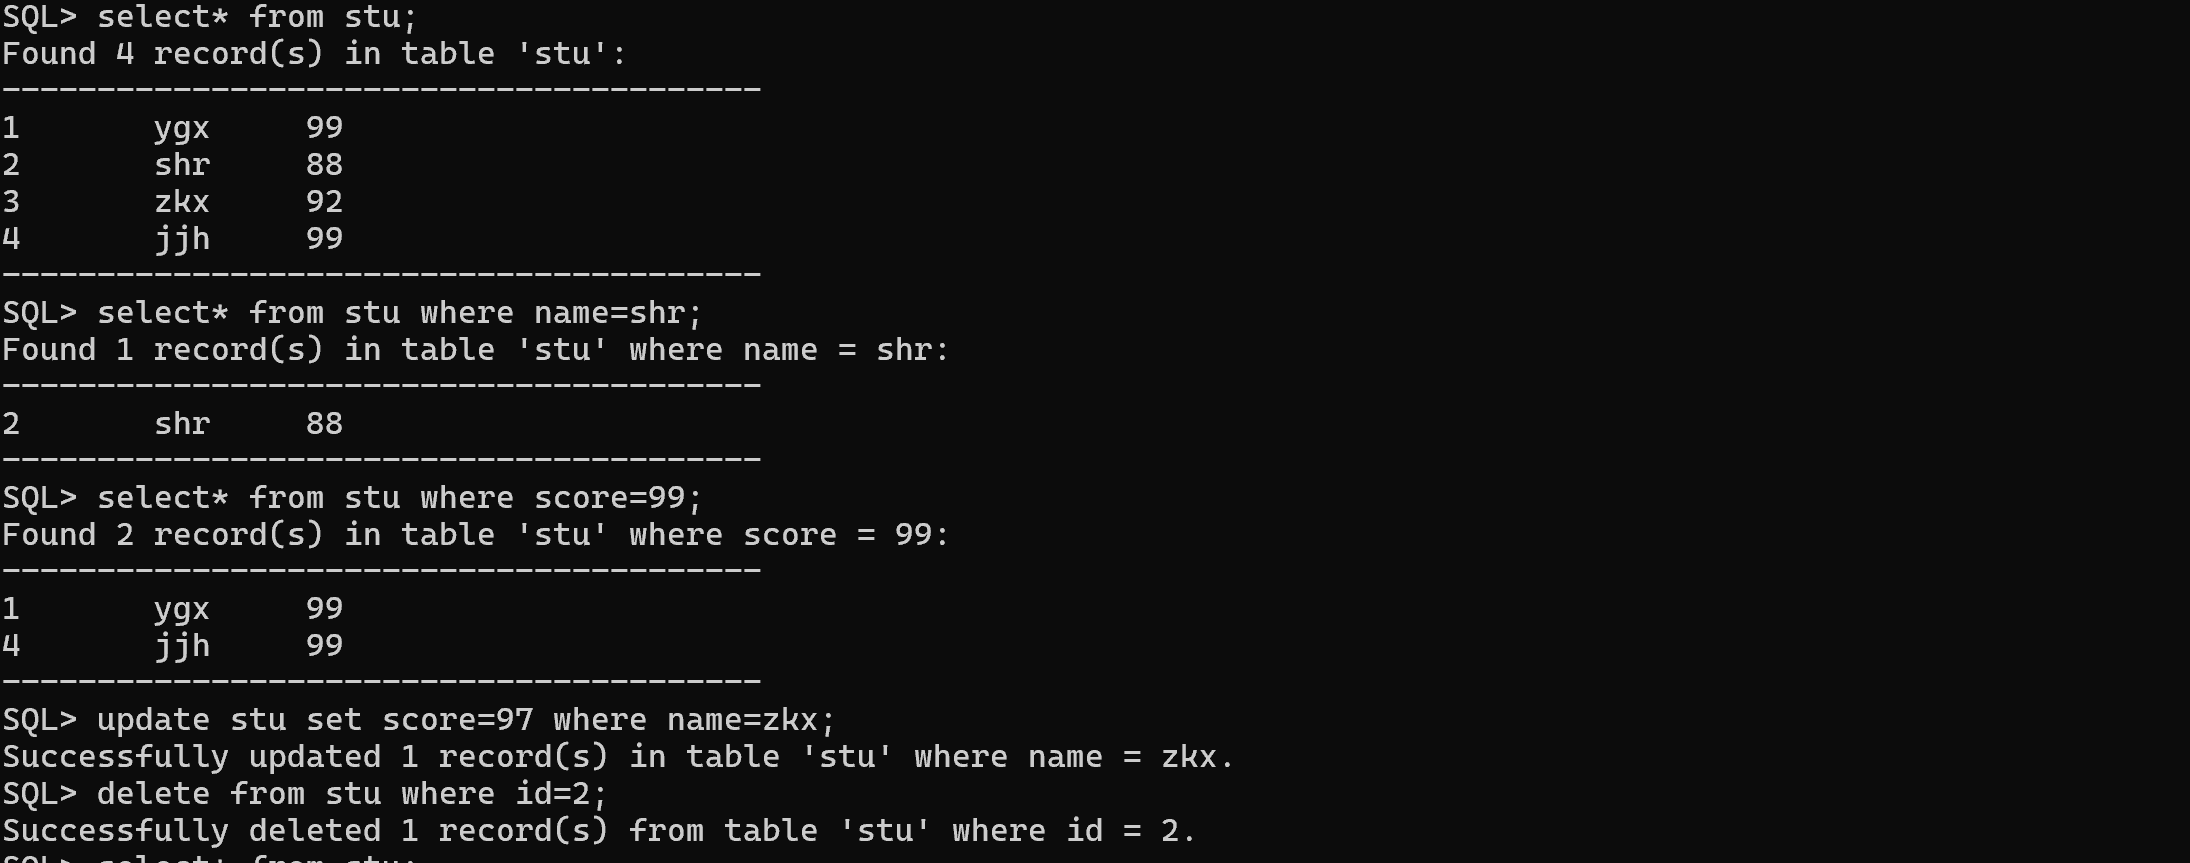 SQL> select* from stu;
Found 4 record(s) in table 'stu':
----------------------------------------
1       ygx     99
2       shr     88
3       zkx     92
4       jjh     99
----------------------------------------
SQL> select* from stu where name=shr;
Found 1 record(s) in table 'stu' where name = shr:
----------------------------------------
2       shr     88
----------------------------------------
SQL> select* from stu where score=99;
Found 2 record(s) in table 'stu' where score = 99:
----------------------------------------
1       ygx     99
4       jjh     99
----------------------------------------
SQL> update stu set score=97 where name=zkx;
Successfully updated 1 record(s) in table 'stu' where name = zkx.
SQL> delete from stu where id=2;
Successfully deleted 1 record(s) from table 'stu' where id = 2.
SQL> select* from stu;